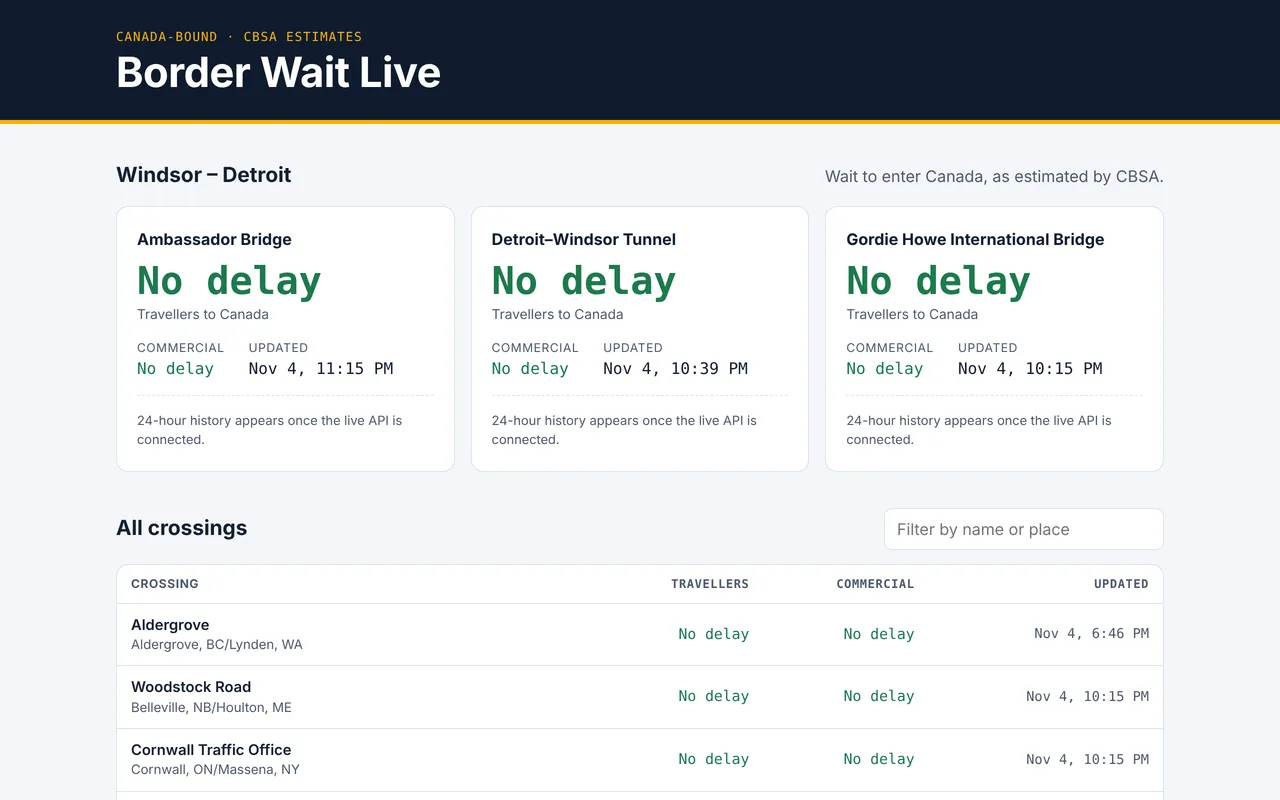 CANADA-BOUND · CBSA ESTIMATES
Border Wait Live
Windsor – Detroit
Wait to enter Canada, as estimated by CBSA.
Ambassador Bridge
No delay
Travellers to Canada
COMMERCIAL UPDATED
No delay Nov 4, 11:15 PM
24-hour history appears once the live API is
connected.
Detroit–Windsor Tunnel
No delay
Travellers to Canada
COMMERCIAL UPDATED
No delay Nov 4, 10:39 PM
24-hour history appears once the live API is
connected.
Gordie Howe International Bridge
No delay
Travellers to Canada
COMMERCIAL UPDATED
No delay Nov 4, 10:15 PM
24-hour history appears once the live API is
connected.
All crossings
Filter by name or place
CROSSING TRAVELLERS COMMERCIAL UPDATED
Aldergrove
Aldergrove, BC/Lynden, WA
No delay No delay Nov 4, 6:46 PM
Woodstock Road
Belleville, NB/Houlton, ME
No delay No delay Nov 4, 10:15 PM
Cornwall Traffic Office
Cornwall, ON/Massena, NY
No delay No delay Nov 4, 10:15 PM